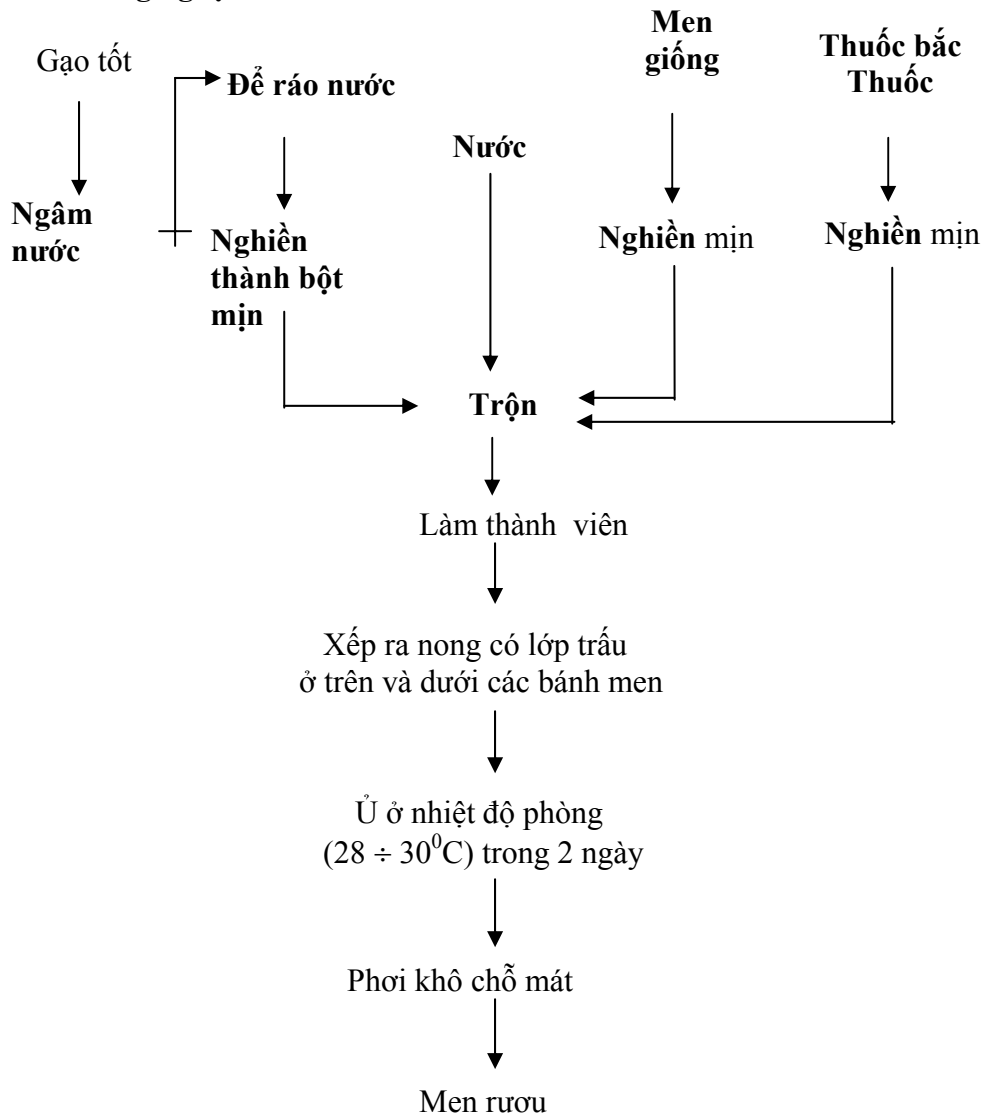 Gạo tốt
Ngâm
nước
Để ráo nước
Nghiền
thành bột
mịn
Nước
Men
giống
Nghiền mịn
Thuốc bắc
Thuốc
Nghiền mịn
Trộn
Làm thành viên
Xếp ra nong có lớp trấu
ở trên và dưới các bánh men
Ủ ở nhiệt độ phòng
(28 ÷ 30⁰C) trong 2 ngày
Phơi khô chỗ mát
Men rươu